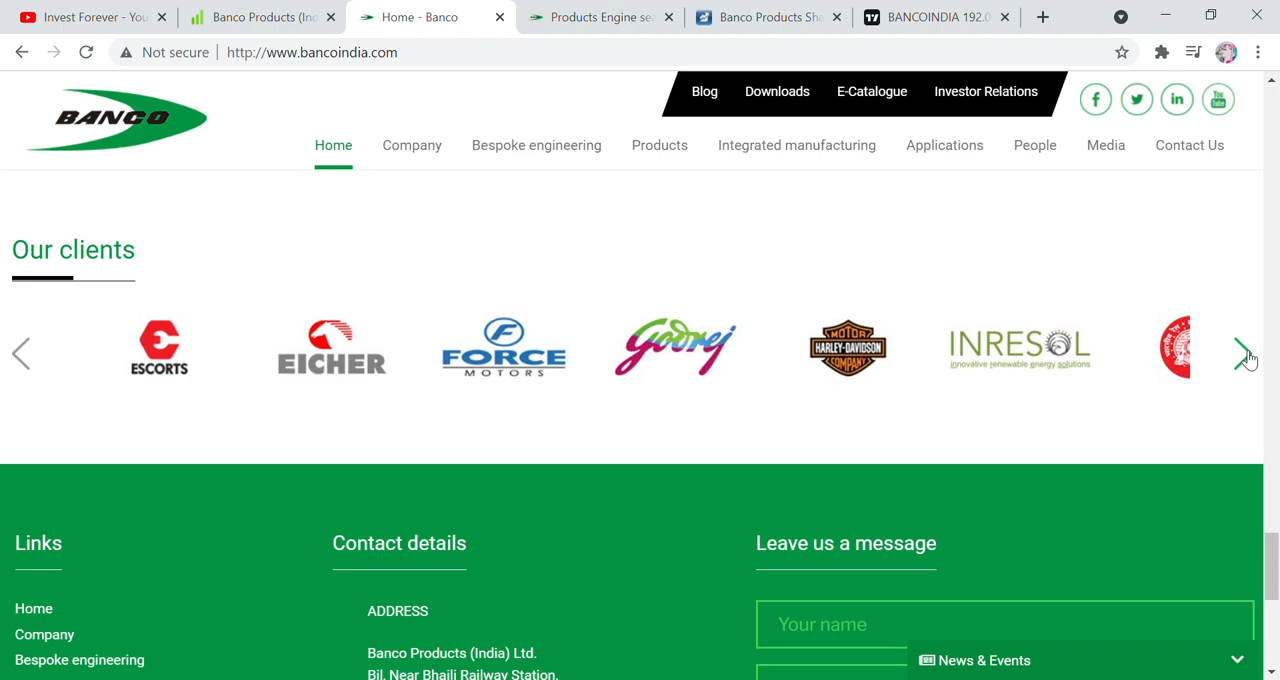 Invest Forever - You
Banco Products (Ind
Home - Banco
Products Engine sea
Banco Products Sha
BANCOINDIA 192.0
Not secure
http://www.bancoindia.com
BANCO
Blog
Downloads
E-Catalogue
Investor Relations
Home
Company
Bespoke engineering
Products
Integrated manufacturing
Applications
People
Media
Contact Us
Our clients
ESCORTS
EICHER
FORCE
MOTORS
Godrej
MOTOR
HARLEY-DAVIDSON
COMPANY
INRESOL
innovative renewable energy solutions
Links
Contact details
Leave us a message
Home
Company
Bespoke engineering
ADDRESS
Banco Products (India) Ltd.
Bil, Near Bhaili Railway Station,
Your name
News & Events